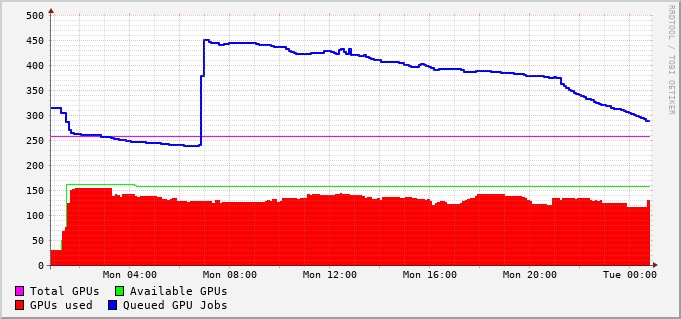 500
450
400
350
300
250
200
150
100
50
0
Mon 04:00 Mon 08:00 Mon 12:00 Mon 16:00 Mon 20:00 Tue 00:00
Total GPUs Available GPUs
GPUs used Queued GPU Jobs
RRDTOOL / TOBI OETIKER